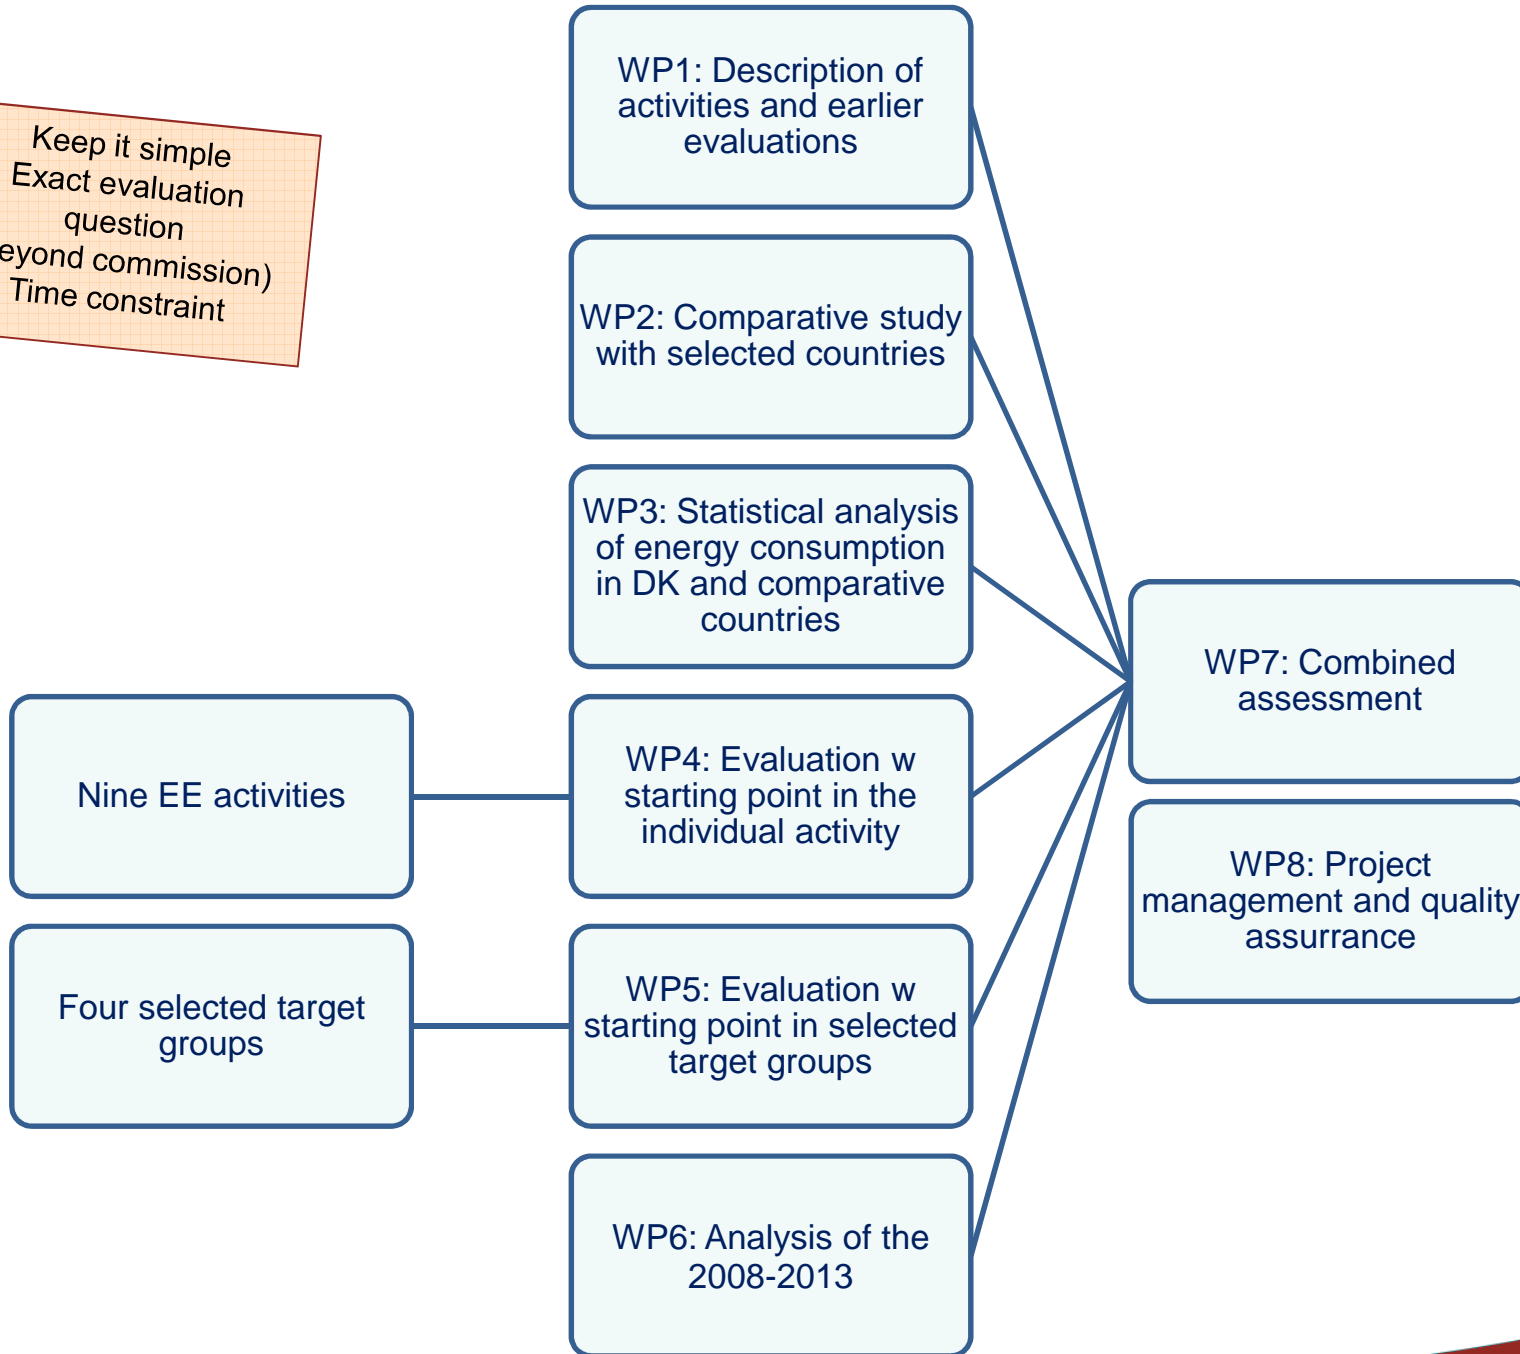 Keep it simple
Exact evaluation
question
commission)
Time constraint
WP1: Description of
activities and earlier
evaluations
WP2: Comparative study
with selected countries
WP3: Statistical analysis
of energy consumption
in DK and comparative
countries
Nine EE activities
WP4: Evaluation w
starting point in the
individual activity
Four selected target
groups
WP5: Evaluation w
starting point in selected
target groups
WP6: Analysis of the
2008-2013
WP7: Combined
assessment
WP8: Project
management and quality
assurrance